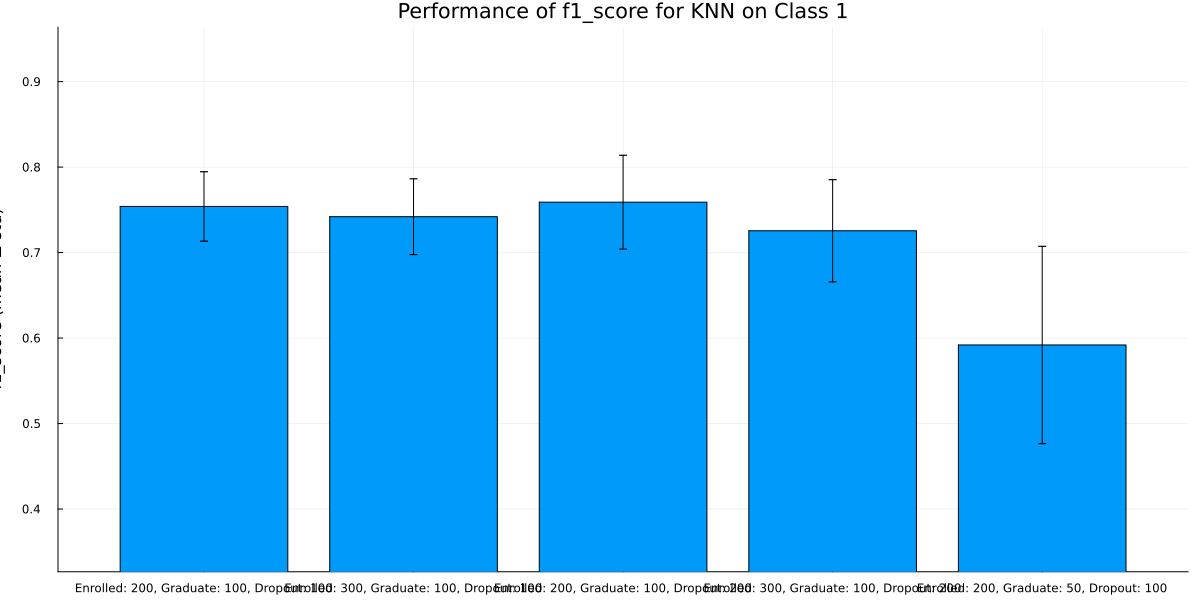 Performance of f1_score for KNN on Class 1
0.9
0.8
0.7
0.6
0.5
0.4
Enrolled: 200, Graduate: 100, Dropout: 100
Enrolled: 300, Graduate: 100, Dropout: 100
Enrolled: 200, Graduate: 100, Dropout: 200
Enrolled: 300, Graduate: 100, Dropout: 200
Enrolled: 200, Graduate: 50, Dropout: 100